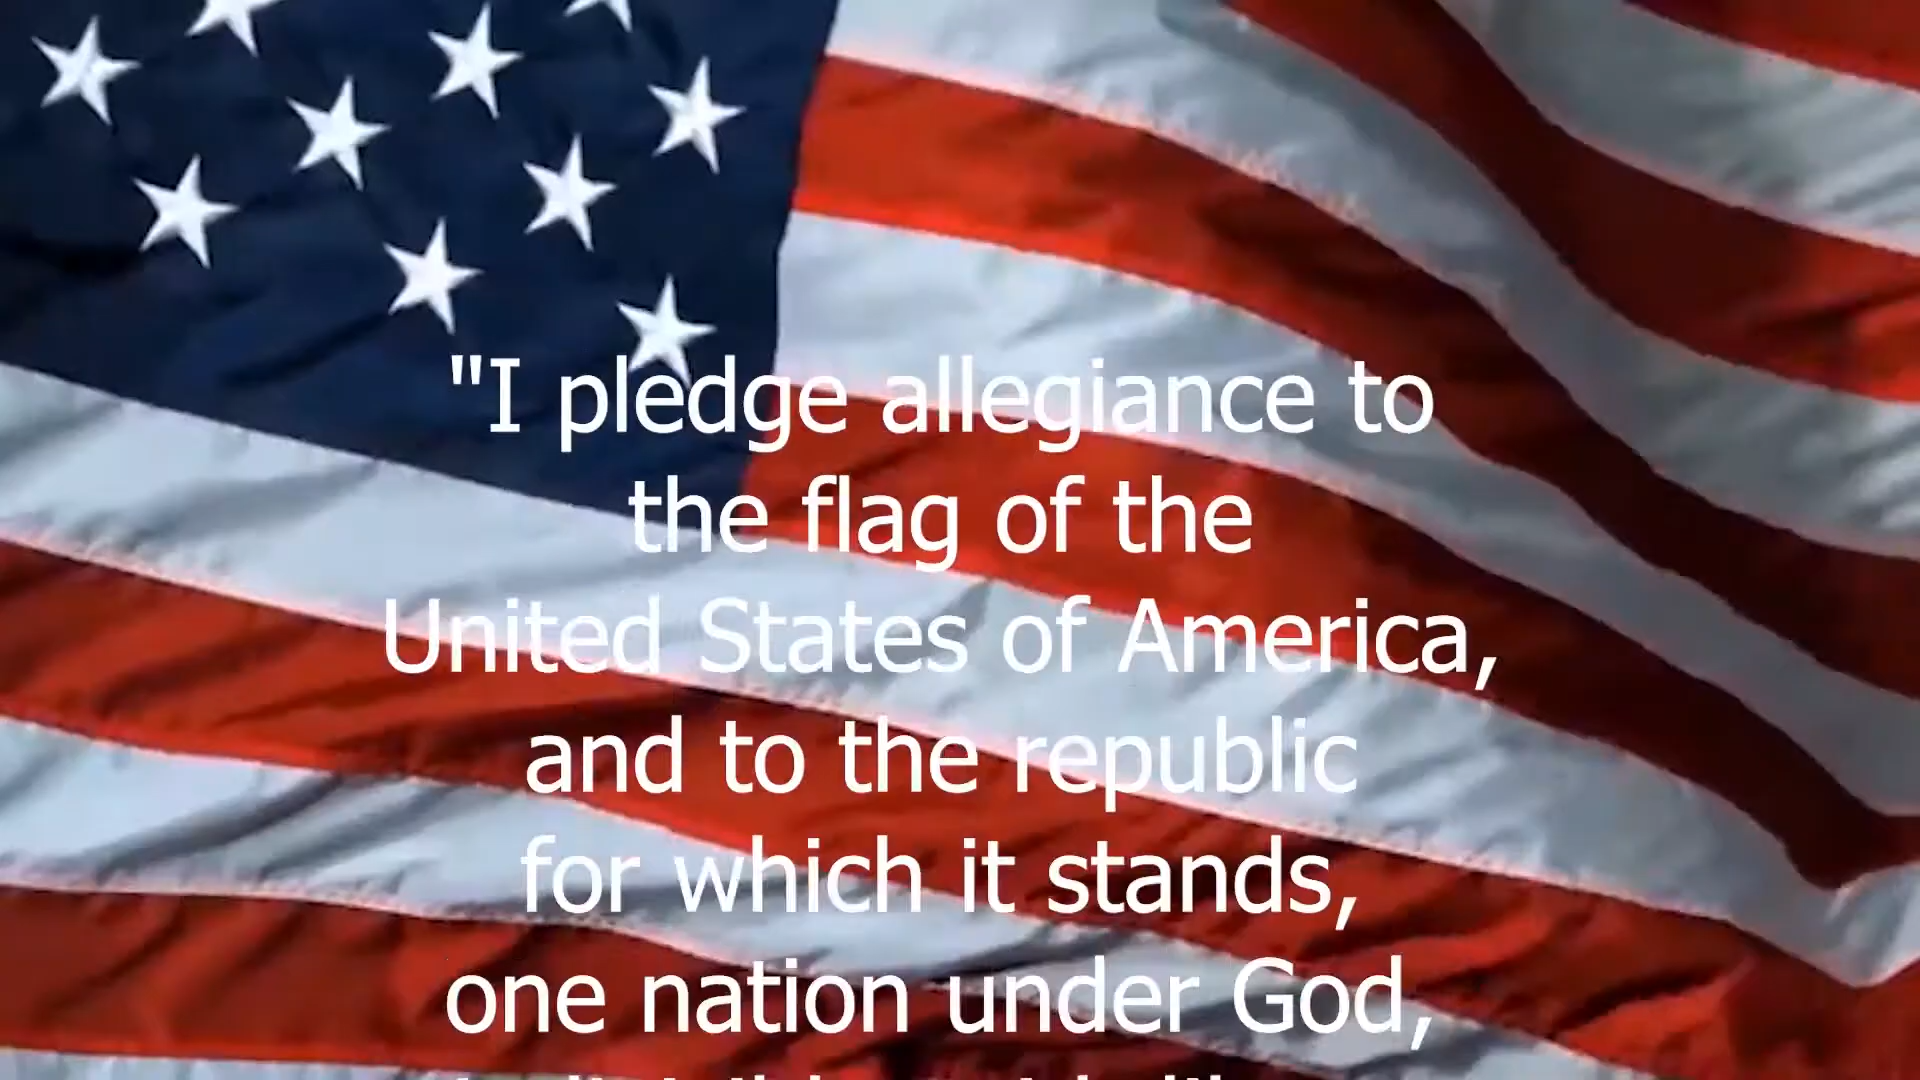 "I pledge allegiance to
the flag of the
United States of America,
and to the republic
for which it stands,
one nation under God,